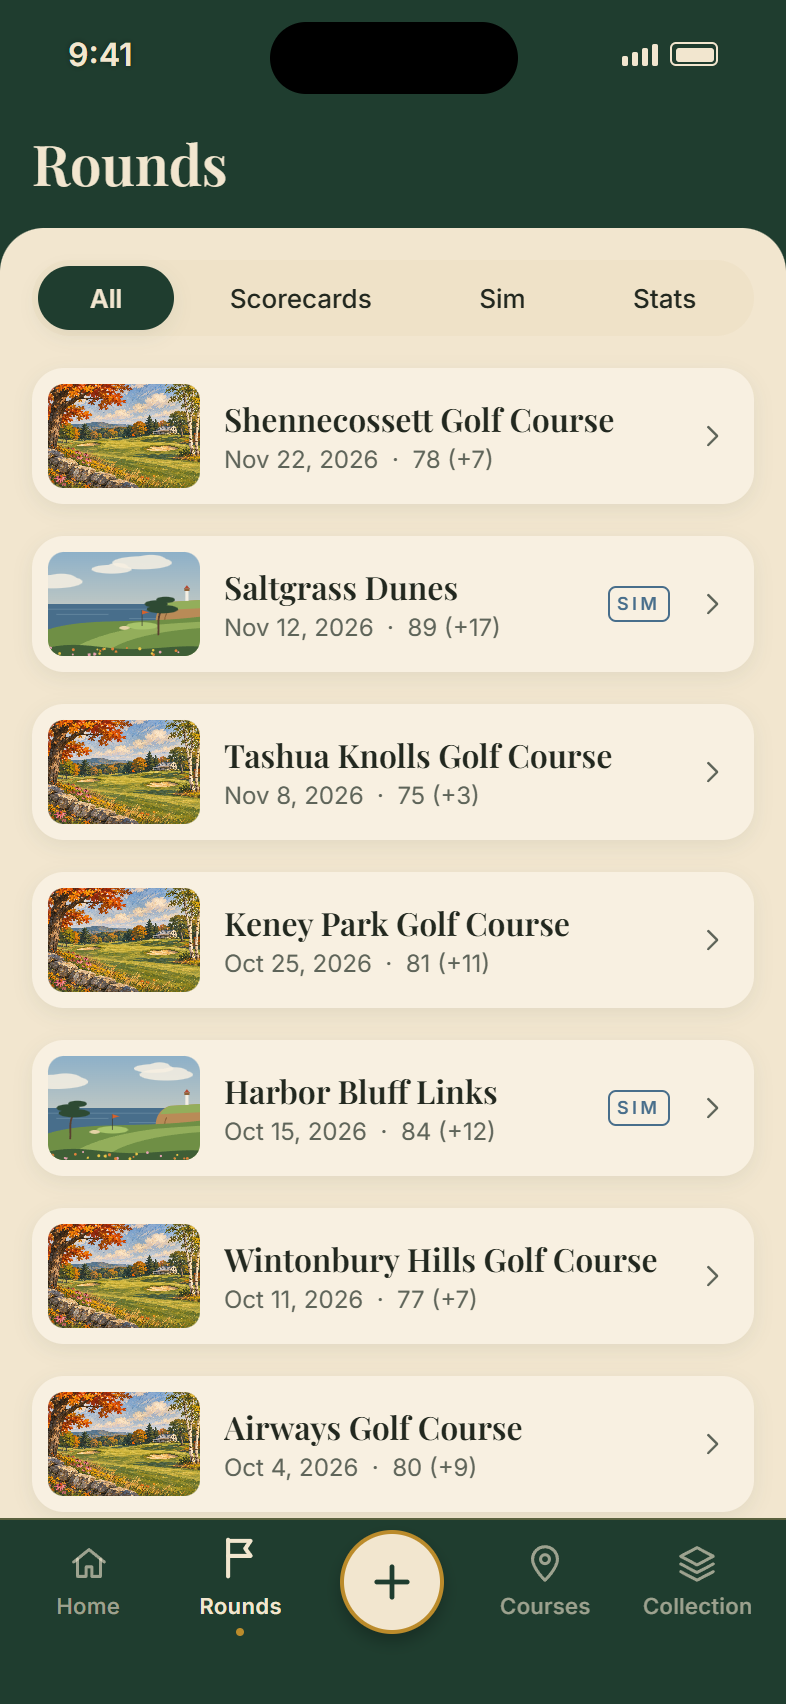 9:41
Rounds
All Scorecards Sim Stats
Shennecossett Golf Course
Nov 22, 2026 · 78 (+7)
Saltgrass Dunes
Nov 12, 2026 · 89 (+17)
SIM
Tashua Knolls Golf Course
Nov 8, 2026 · 75 (+3)
Keney Park Golf Course
Oct 25, 2026 · 81 (+11)
Harbor Bluff Links
Oct 15, 2026 · 84 (+12)
SIM
Wintonbury Hills Golf Course
Oct 11, 2026 · 77 (+7)
Airways Golf Course
Oct 4, 2026 · 80 (+9)
Home Rounds Courses Collection